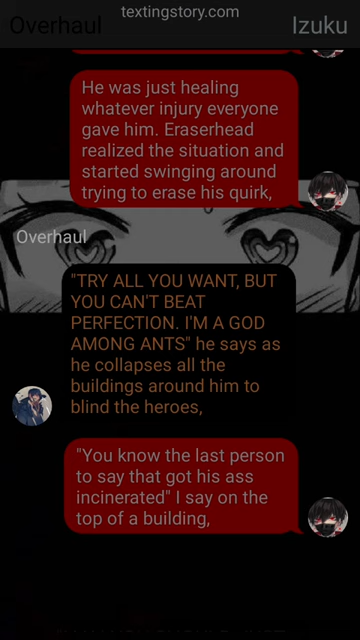 textingstory.com
Overhaul
Izuku
He was just healing
whatever injury everyone
gave him. Eraserhead
realized the situation and
started swinging around
trying to erase his quirk,
Overhaul
"TRY ALL YOU WANT, BUT
YOU CAN'T BEAT
PERFECTION. I'M A GOD
AMONG ANTS" he says as
he collapses all the
buildings around him to
blind the heroes,
"You know the last person
to say that got his ass
incinerated" I say on the
top of a building,